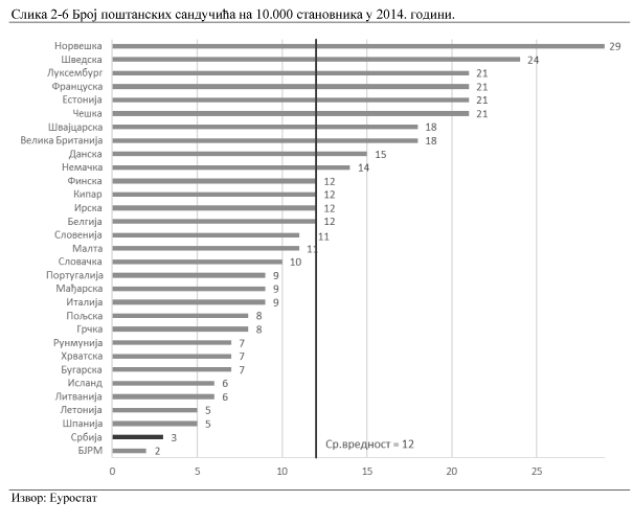 Слика 2-6 Број поштанских сандучића на 10.000 становника у 2014. години.
Норвешка 29
Шведска 24
Луксембург 21
Француска 21
Естонија 21
Чешка 21
Швајцарска 18
Велика Британија 18
Данска 15
Немачка 14
Финска 12
Кипар 12
Ирска 12
Белгија 12
Словенија 11
Малта 11
Словачка 10
Португалија 9
Мађарска 9
Италија 9
Пољска 8
Грчка 8
Рунмунија 7
Хрватска 7
Бугарска 7
Исланд 6
Литванија 6
Летонија 5
Шпанија 5
Србија 3
БЈРМ 2
Ср.вредност = 12
0 5 10 15 20 25
Извор: Еуростат